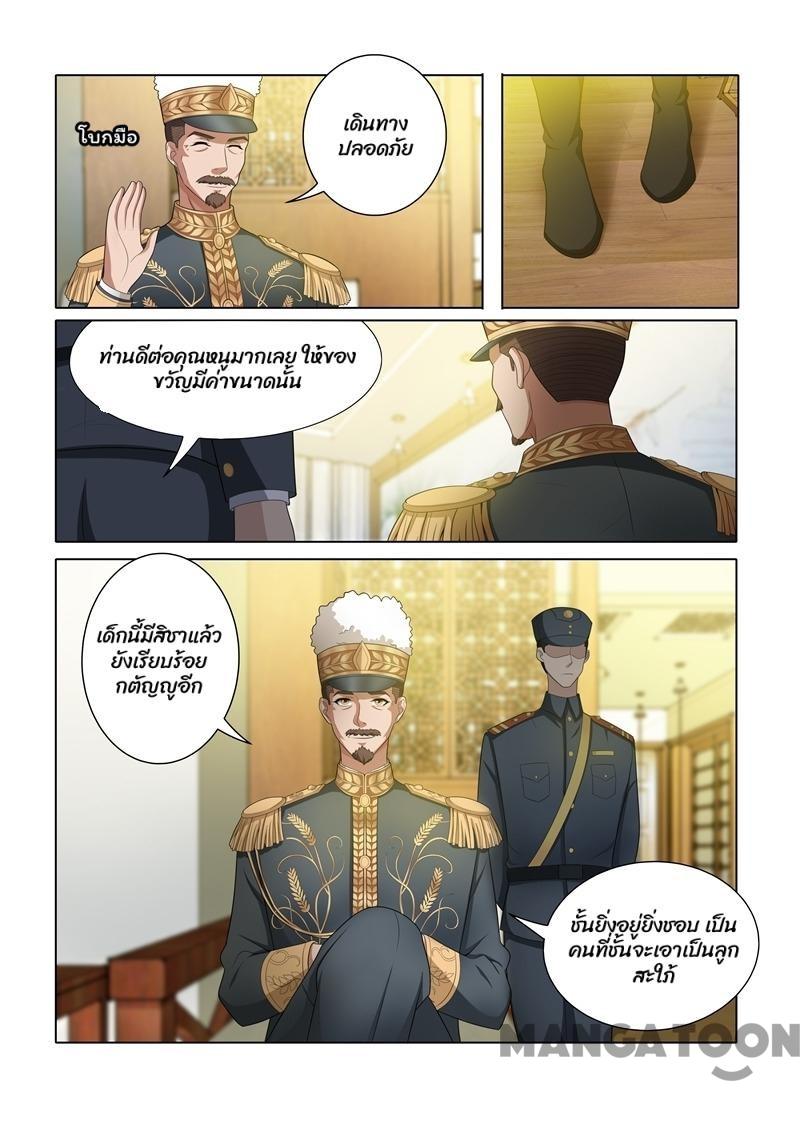 โบกมือ
เดินทาง
ปลอดภัย
ท่านดีต่อคุณหนูมากเลย ให้ของ
ขวัญมีค่าขนาดนั้น
เด็กนี้มีสิชาแล้ว
ยังเรียบร้อย
กตัญญูอีก
ชั้นยิ่งอยู่ยิ่งชอบ เป็น
คนที่ชั้นจะเอาเป็นลูก
สะใภ้
MANGATOON